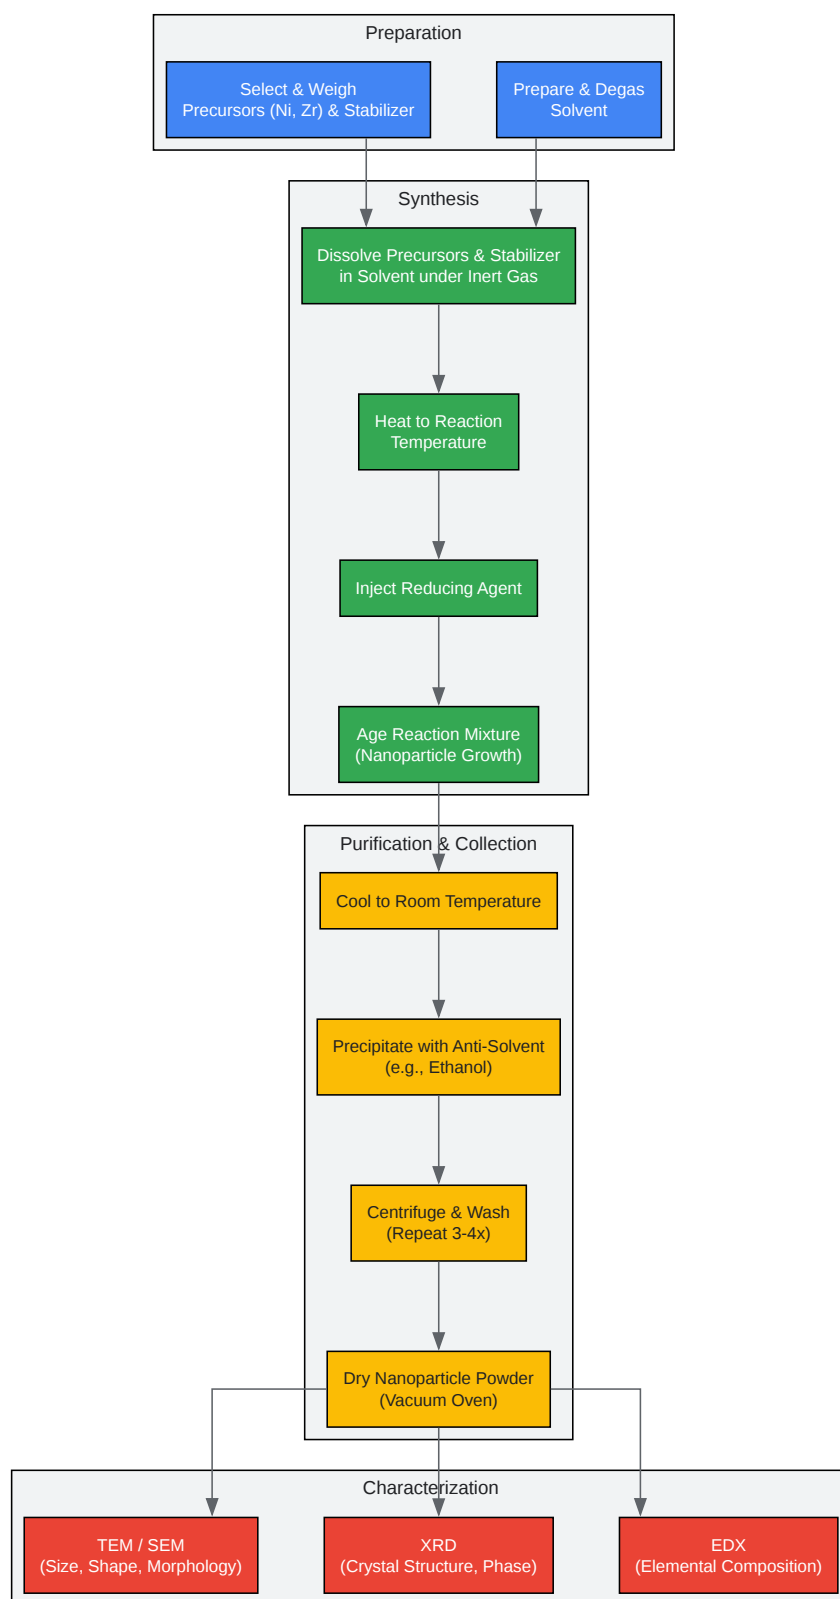 Preparation
Select & Weigh
Precursors (Ni, Zr) & Stabilizer
Prepare & Degas
Solvent
Synthesis
Dissolve Precursors & Stabilizer
in Solvent under Inert Gas
Heat to Reaction
Temperature
Inject Reducing Agent
Age Reaction Mixture
(Nanoparticle Growth)
Purification & Collection
Cool to Room Temperature
Precipitate with Anti-Solvent
(e.g., Ethanol)
Centrifuge & Wash
(Repeat 3-4x)
Dry Nanoparticle Powder
(Vacuum Oven)
Characterization
TEM / SEM
(Size, Shape, Morphology)
XRD
(Crystal Structure, Phase)
EDX
(Elemental Composition)